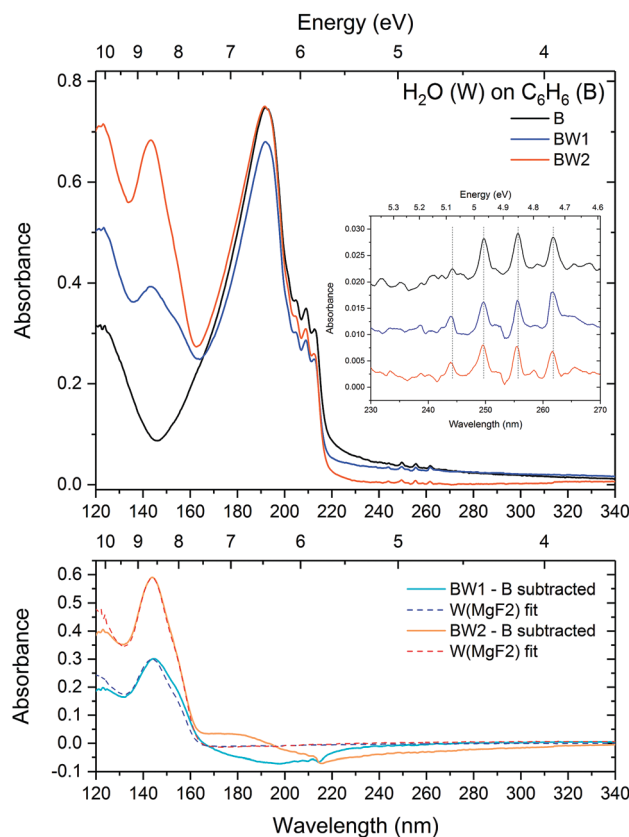 Energy (eV)
10 9 8 7 6 5 4
H2O (W) on C6H6 (B)
B
BW1
BW2
Absorbance
0.8
0.6
0.4
0.2
0.0
Energy (eV)
5.3 5.2 5.1 5 4.9 4.8 4.7 4.6
Absorbance
0.030
0.025
0.020
0.015
0.010
0.005
0.000
230 240 250 260 270
Wavelength (nm)
120 140 160 180 200 220 240 260 280 300 320 340
10 9 8 7 6 5 4
BW1 - B subtracted
W(MgF2) fit
BW2 - B subtracted
W(MgF2) fit
Absorbance
0.6
0.5
0.4
0.3
0.2
0.1
0.0
-0.1
120 140 160 180 200 220 240 260 280 300 320 340
Wavelength (nm)